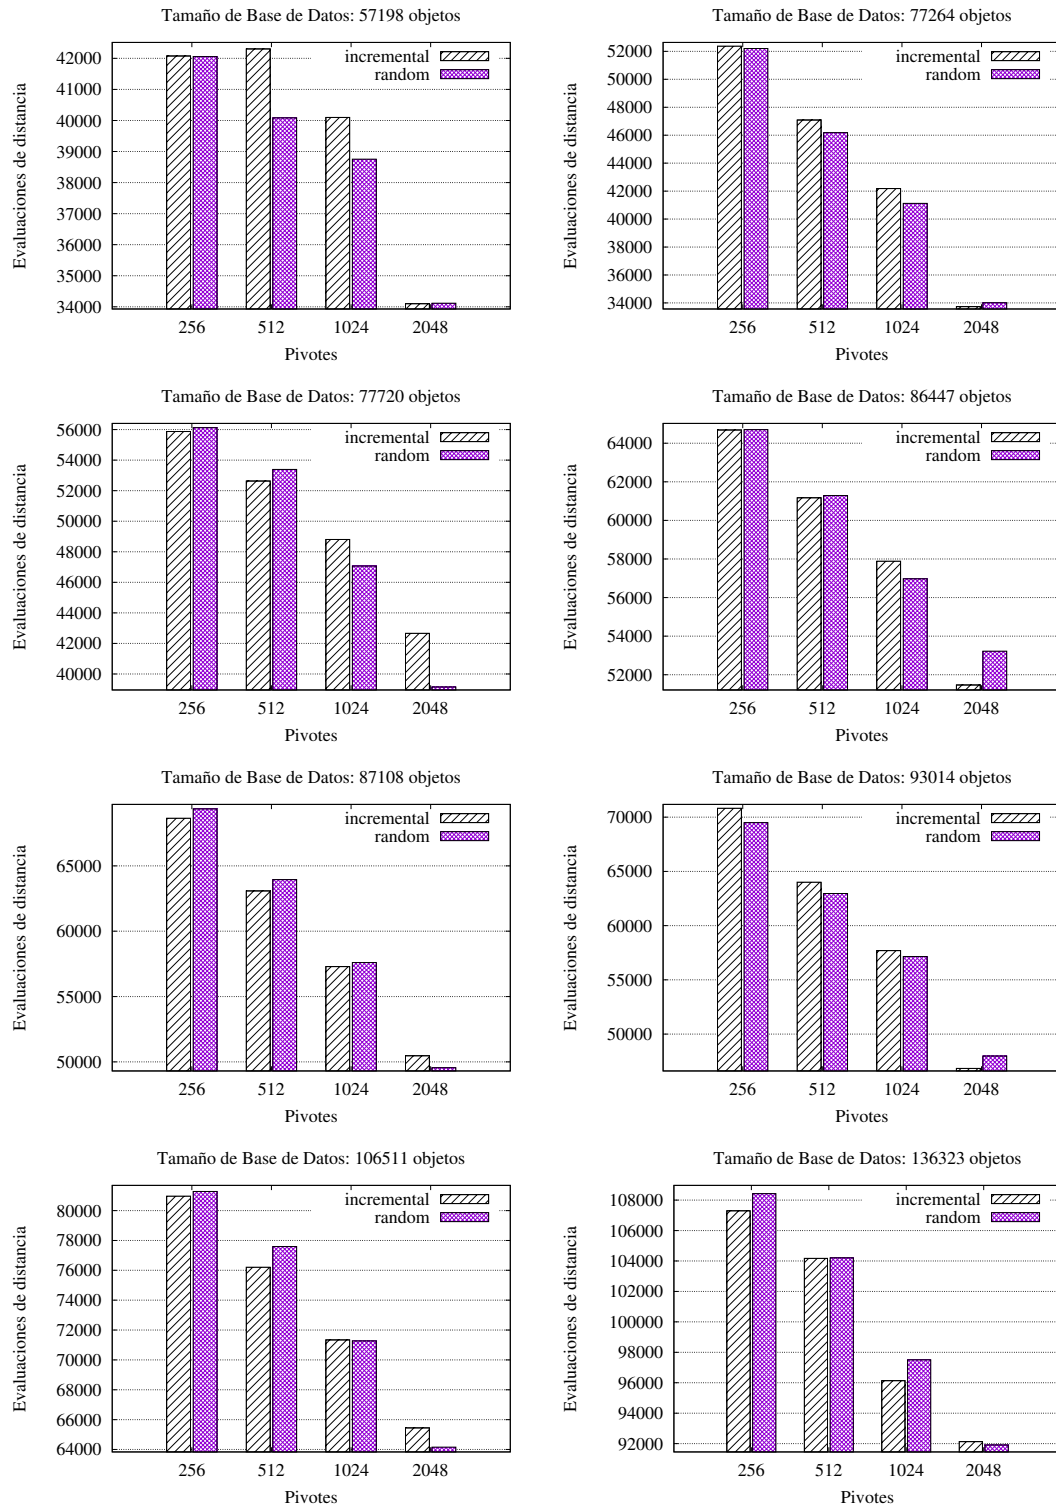 Tamaño de Base de Datos: 57198 objetos
Evaluaciones de distancia
42000
41000
40000
39000
38000
37000
36000
35000
34000
incremental
random
256 512 1024 2048
Pivotes
Tamaño de Base de Datos: 77264 objetos
Evaluaciones de distancia
52000
50000
48000
46000
44000
42000
40000
38000
36000
34000
incremental
random
256 512 1024 2048
Pivotes
Tamaño de Base de Datos: 77720 objetos
Evaluaciones de distancia
56000
54000
52000
50000
48000
46000
44000
42000
40000
incremental
random
256 512 1024 2048
Pivotes
Tamaño de Base de Datos: 86447 objetos
Evaluaciones de distancia
64000
62000
60000
58000
56000
54000
52000
incremental
random
256 512 1024 2048
Pivotes
Tamaño de Base de Datos: 87108 objetos
Evaluaciones de distancia
65000
60000
55000
50000
incremental
random
256 512 1024 2048
Pivotes
Tamaño de Base de Datos: 93014 objetos
Evaluaciones de distancia
70000
65000
60000
55000
50000
incremental
random
256 512 1024 2048
Pivotes
Tamaño de Base de Datos: 106511 objetos
Evaluaciones de distancia
80000
78000
76000
74000
72000
70000
68000
66000
64000
incremental
random
256 512 1024 2048
Pivotes
Tamaño de Base de Datos: 136323 objetos
Evaluaciones de distancia
108000
106000
104000
102000
100000
98000
96000
94000
92000
incremental
random
256 512 1024 2048
Pivotes